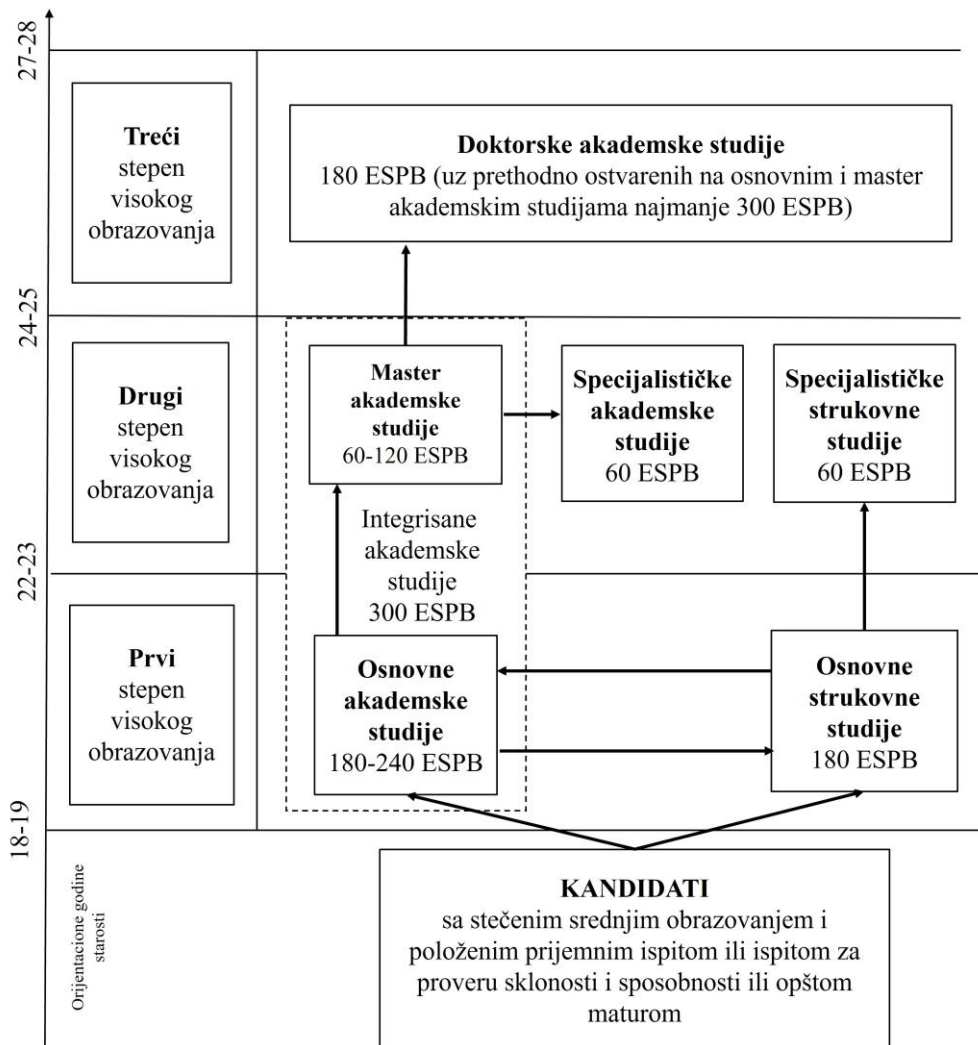 27-28
Treći
stepen
visokog
obrazovanja
Doktorske akademske studije
180 ESPB (uz prethodno ostvarenih na osnovnim i master
akademskim studijama najmanje 300 ESPB)
24-25
Drugi
stepen
visokog
obrazovanja
Master
akademske
studije
60-120 ESPB
Specijalističke
akademske
studije
60 ESPB
Specijalističke
strukovne
studije
60 ESPB
Integrisane
akademske
studije
300 ESPB
22-23
Prvi
stepen
visokog
obrazovanja
Osnovne
akademske
studije
180-240 ESPB
Osnovne
strukovne
studije
180 ESPB
18-19
Orijentacione godine
starosti
KANDIDATI
sa stečenim srednjim obrazovanjem i
položenim prijemnim ispitom ili ispitom za
proveru sklonosti i sposobnosti ili opštom
maturom